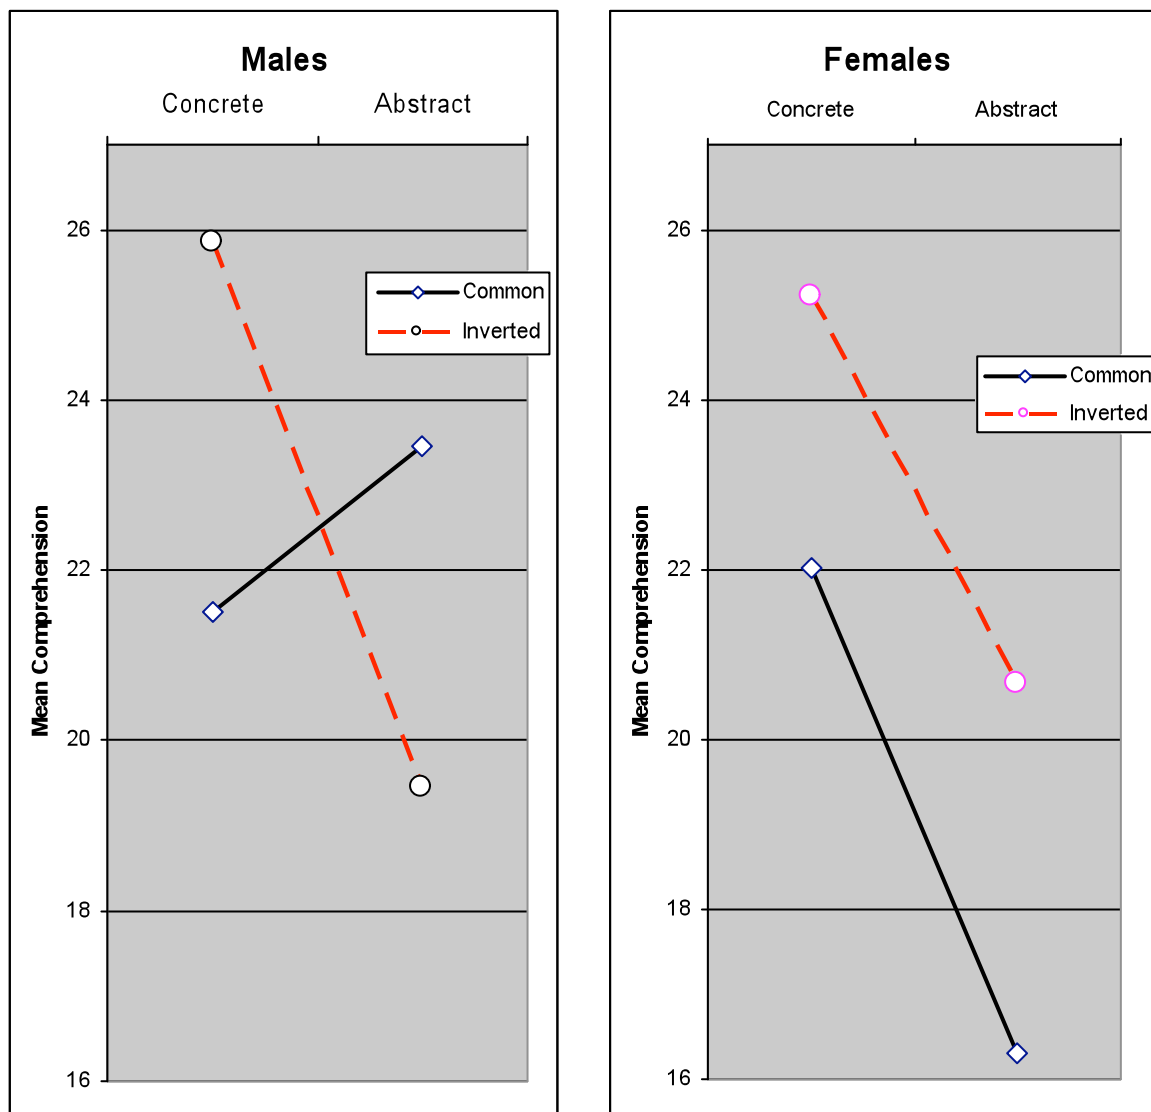 Males
Concrete Abstract
26
24
22
20
18
16
Mean Comprehension
Common
Inverted
Females
Concrete Abstract
26
24
22
20
18
16
Mean Comprehension
Common
Inverted